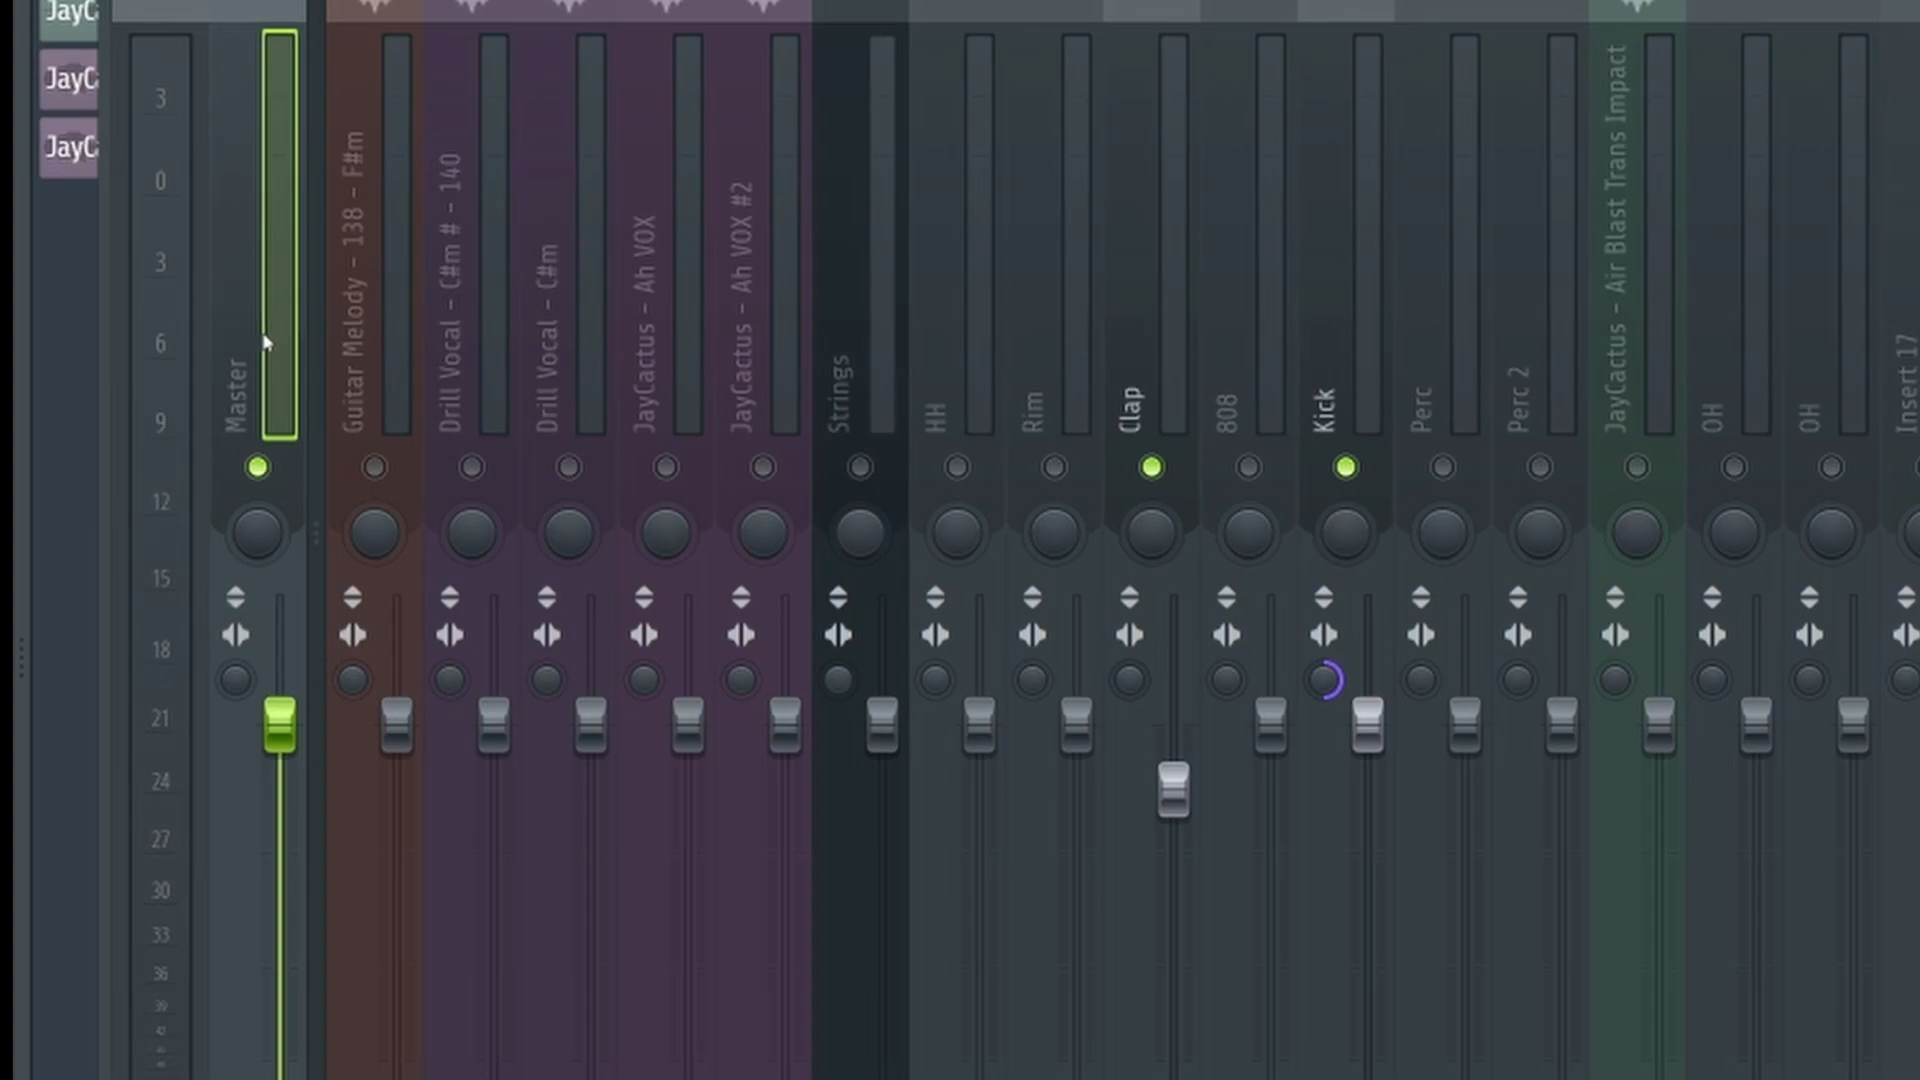 JayC
JayC
JayC
3
0
3
6
9
12
15
18
21
24
27
30
33
36
39
42
Master
Guitar Melody - 138 - F#m
Drill Vocal - C#m # - 140
Drill Vocal - C#m
JayCactus - Ah VOX
JayCactus - Ah VOX #2
Strings
HH
Rim
Clap
808
Kick
Perc
Perc 2
JayCactus - Air Blast Trans Impact
OH
OH
Insert 17